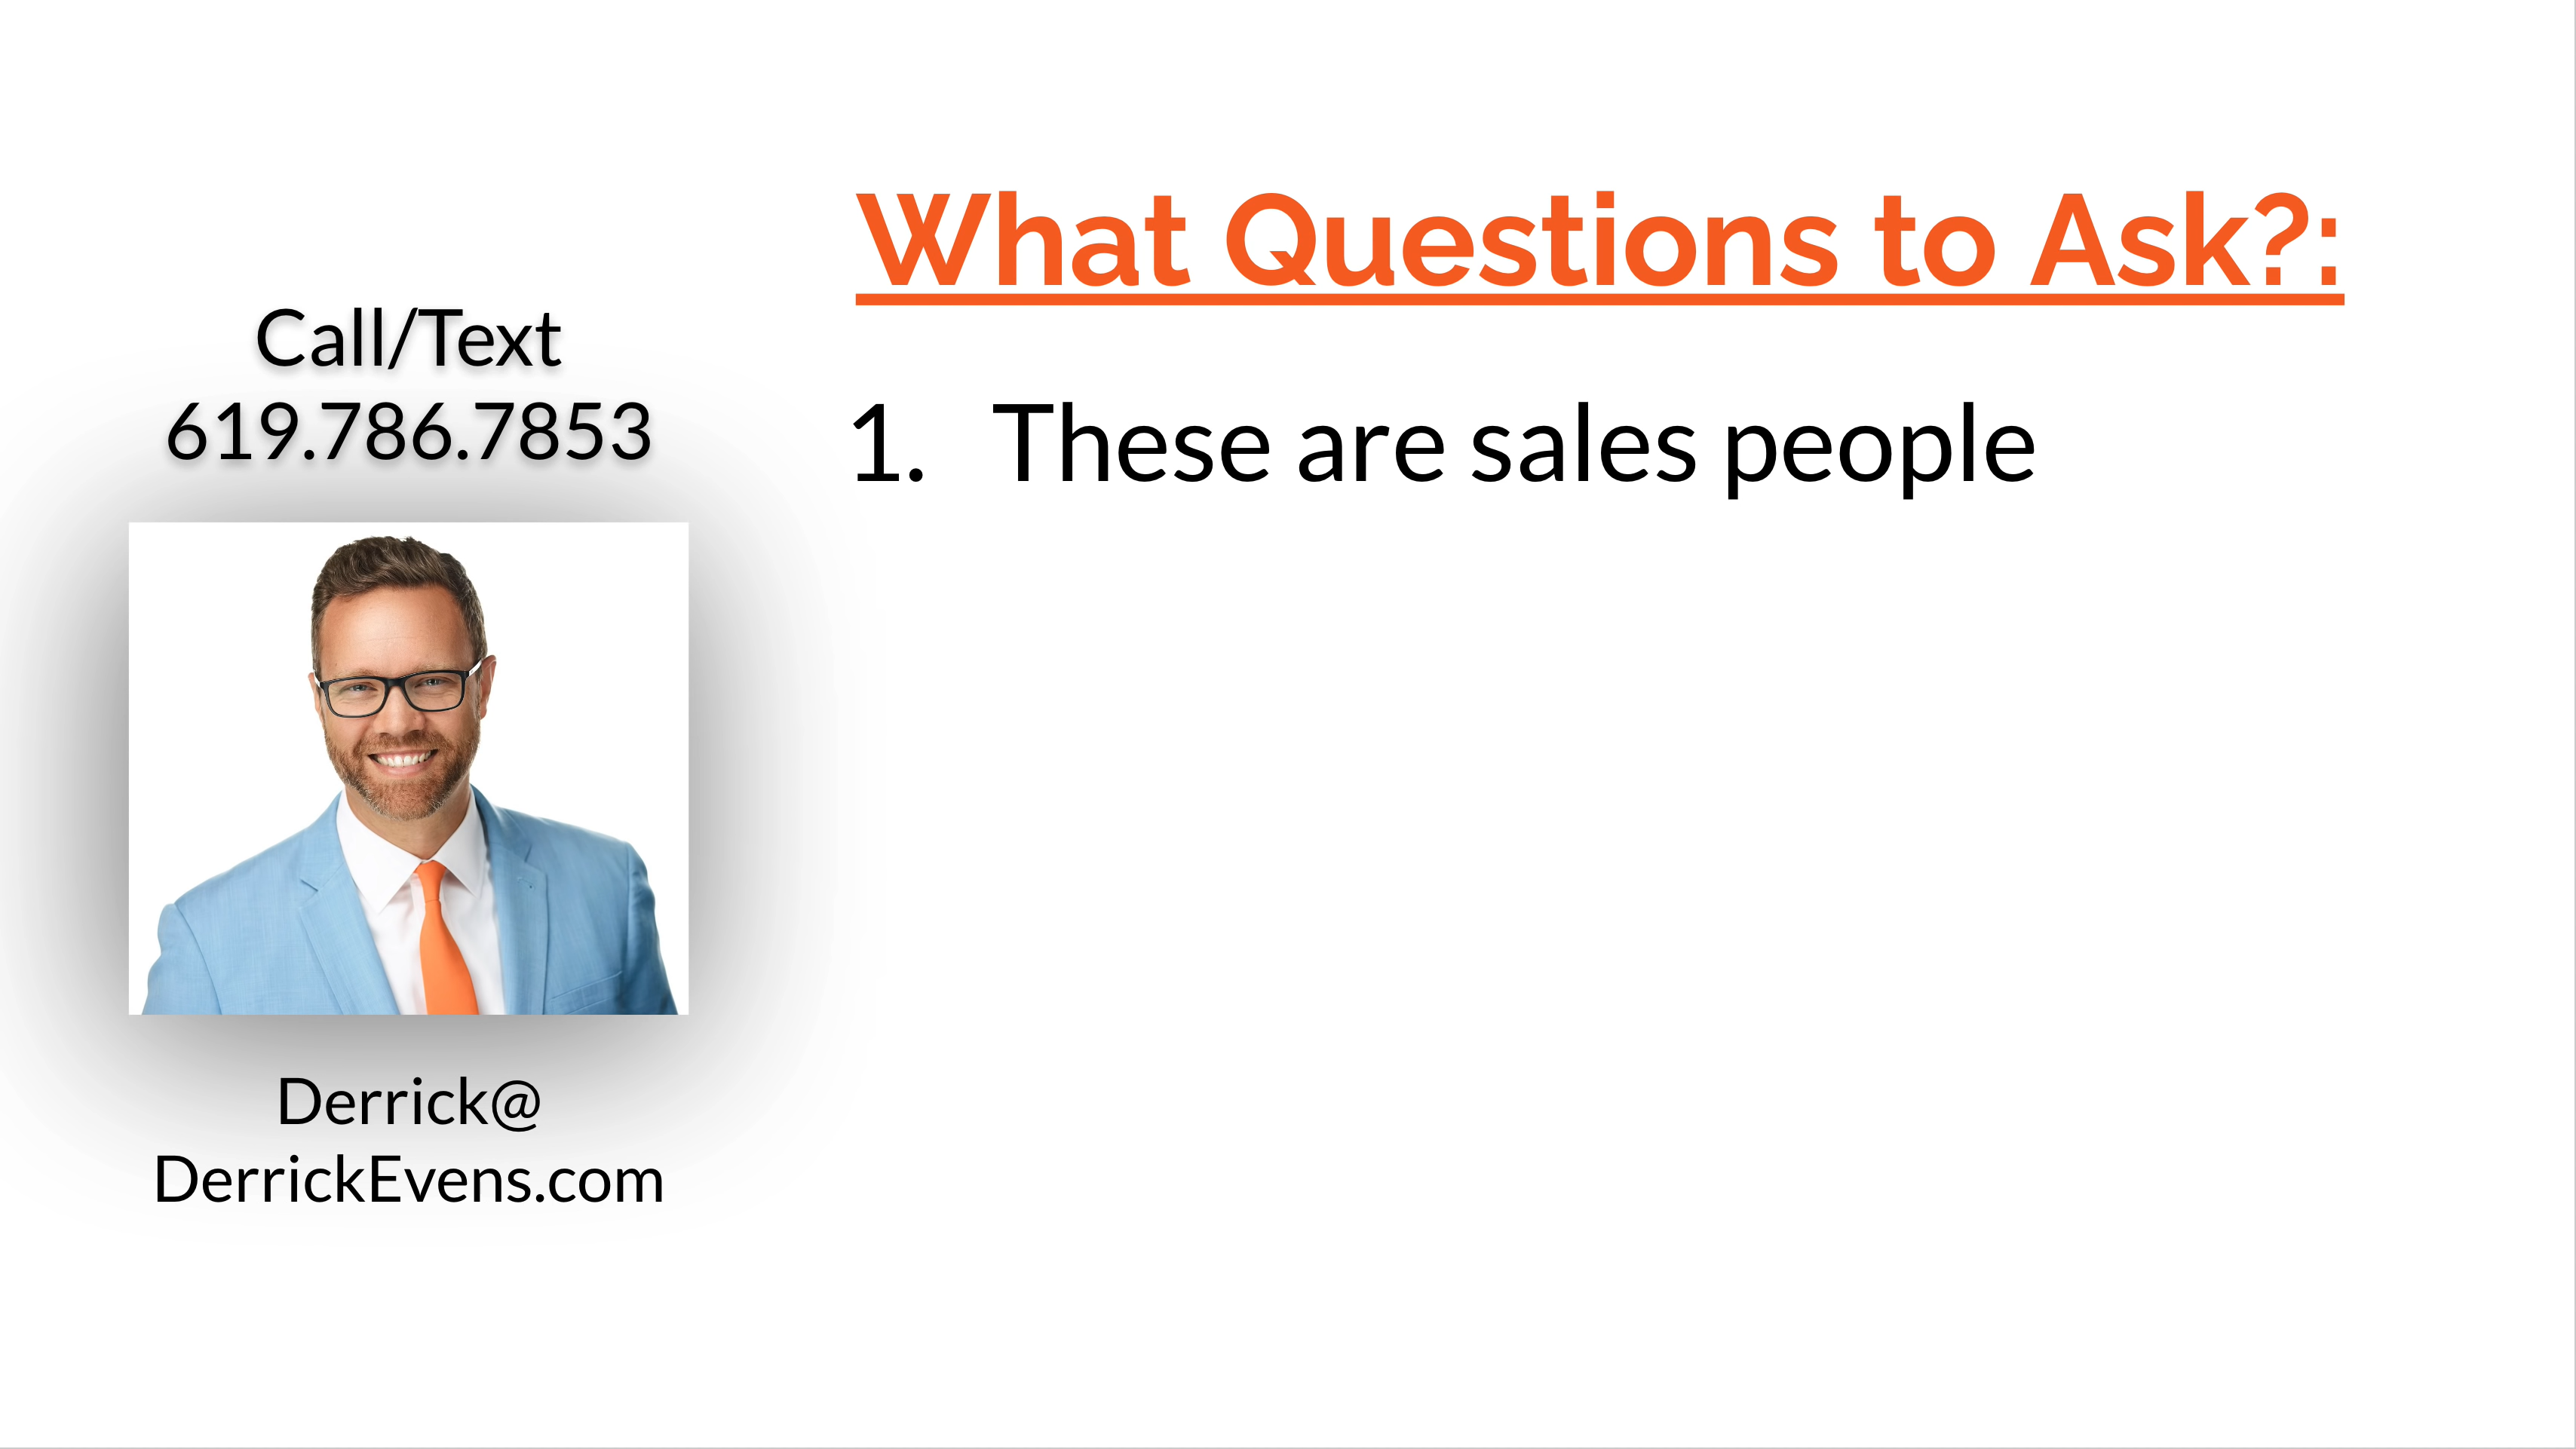 What Questions to Ask?:
Call/Text
619.786.7853
1. These are sales people
Derrick@
DerrickEvens.com